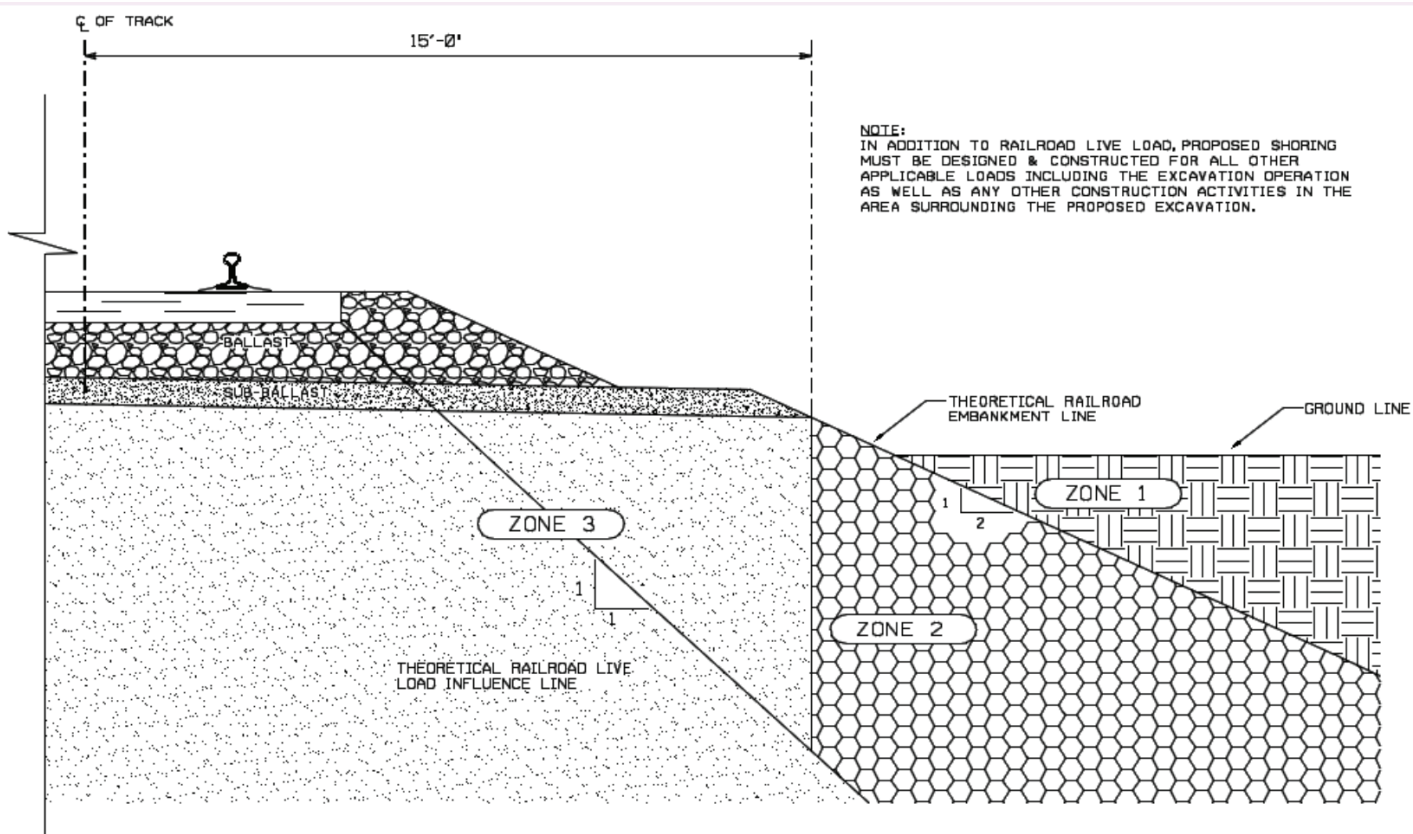 ℄ OF TRACK
15'-0"
NOTE:
IN ADDITION TO RAILROAD LIVE LOAD, PROPOSED SHORING
MUST BE DESIGNED & CONSTRUCTED FOR ALL OTHER
APPLICABLE LOADS INCLUDING THE EXCAVATION OPERATION
AS WELL AS ANY OTHER CONSTRUCTION ACTIVITIES IN THE
AREA SURROUNDING THE PROPOSED EXCAVATION.
BALLAST
SUB-BALLAST
THEORETICAL RAILROAD
EMBANKMENT LINE
GROUND LINE
ZONE 1
1
2
ZONE 3
1
1
ZONE 2
THEORETICAL RAILROAD LIVE
LOAD INFLUENCE LINE